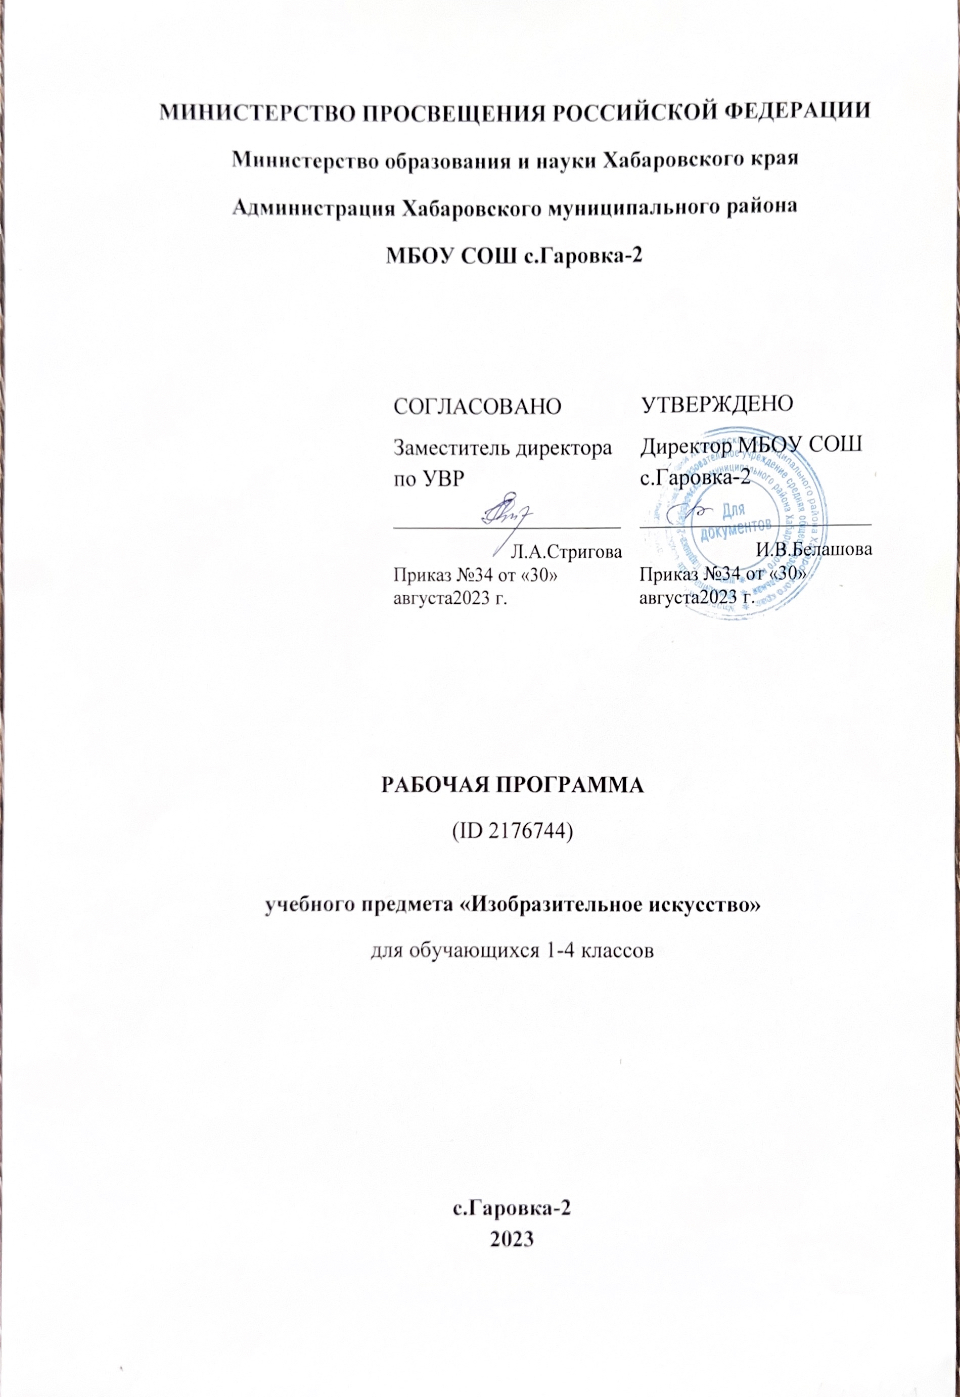 МИНИСТЕРСТВО ПРОСВЕЩЕНИЯ РОССИЙСКОЙ ФЕДЕРАЦИИ
Министерство образования и науки Хабаровского края
Администрация Хабаровского муниципального района
МБОУ СОШ с.Гаровка-2
СОГЛАСОВАНО
Заместитель директора
по УВР
Л.А.Стригова
Приказ №34 от «30»
августа2023 г.
УТВЕРЖДЕНО
Директор МБОУ СОШ
с.Гаровка-2
Для
документов
И.В.Белашова
Приказ №34 от «30»
августа2023 г.
РАБОЧАЯ ПРОГРАММА
(ID 2176744)
учебного предмета «Изобразительное искусство»
для обучающихся 1-4 классов
с.Гаровка-2
2023